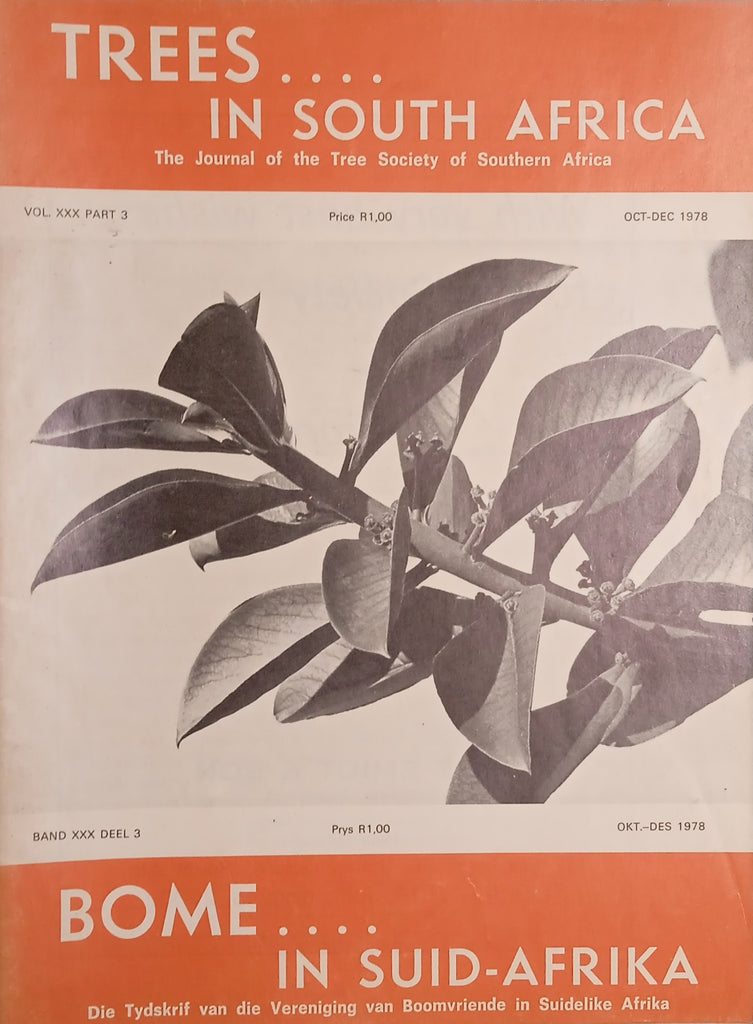 TREES ....
IN SOUTH AFRICA
The Journal of the Tree Society of Southern Africa
VOL. XXX PART 3 Price R1,00 OCT-DEC 1978
BAND XXX DEEL 3 Prys R1,00 OKT.–DES 1978
BOME ....
IN SUID-AFRIKA
Die Tydskrif van die Vereniging van Boomvriende in Suidelike Afrika